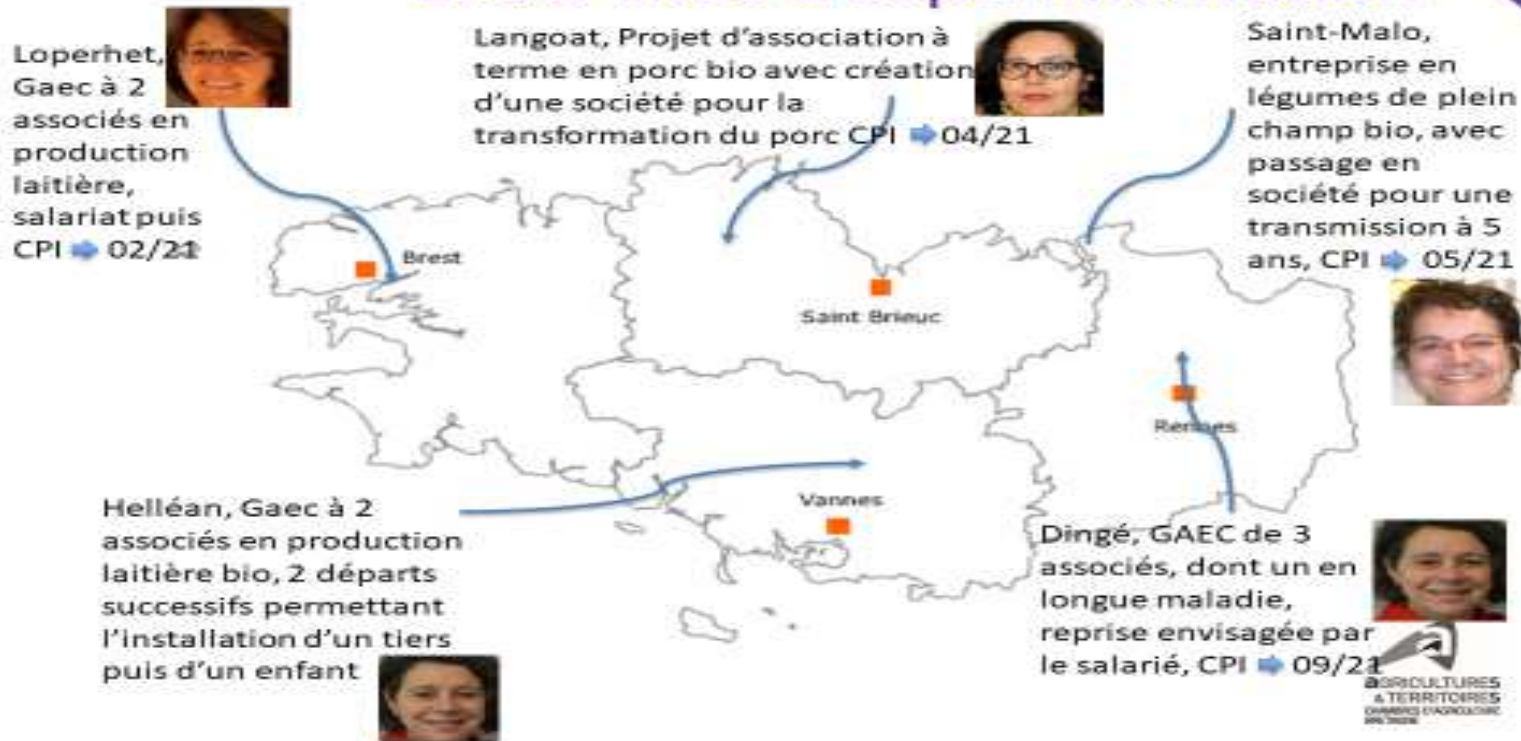 Loperhet,
Gaec à 2
associés en
production
laitière,
salariat puis
CPI ➡ 02/21
Langoat, Projet d'association à
terme en porc bio avec création
d'une société pour la
transformation du porc CPI ➡ 04/21
Saint-Malo,
entreprise en
légumes de plein
champ bio, avec
passage en
société pour une
transmission à 5
ans, CPI ➡ 05/21
Brest
Saint Brieuc
Rennes
Vannes
Helléan, Gaec à 2
associés en production
laitière bio, 2 départs
successifs permettant
l'installation d'un tiers
puis d'un enfant
Dingé, GAEC de 3
associés, dont un en
longue maladie,
reprise envisagée par
le salarié, CPI ➡ 09/21
AGRICULTURES
& TERRITOIRES
CHAMBRES D'AGRICULTURE
BRETAGNE